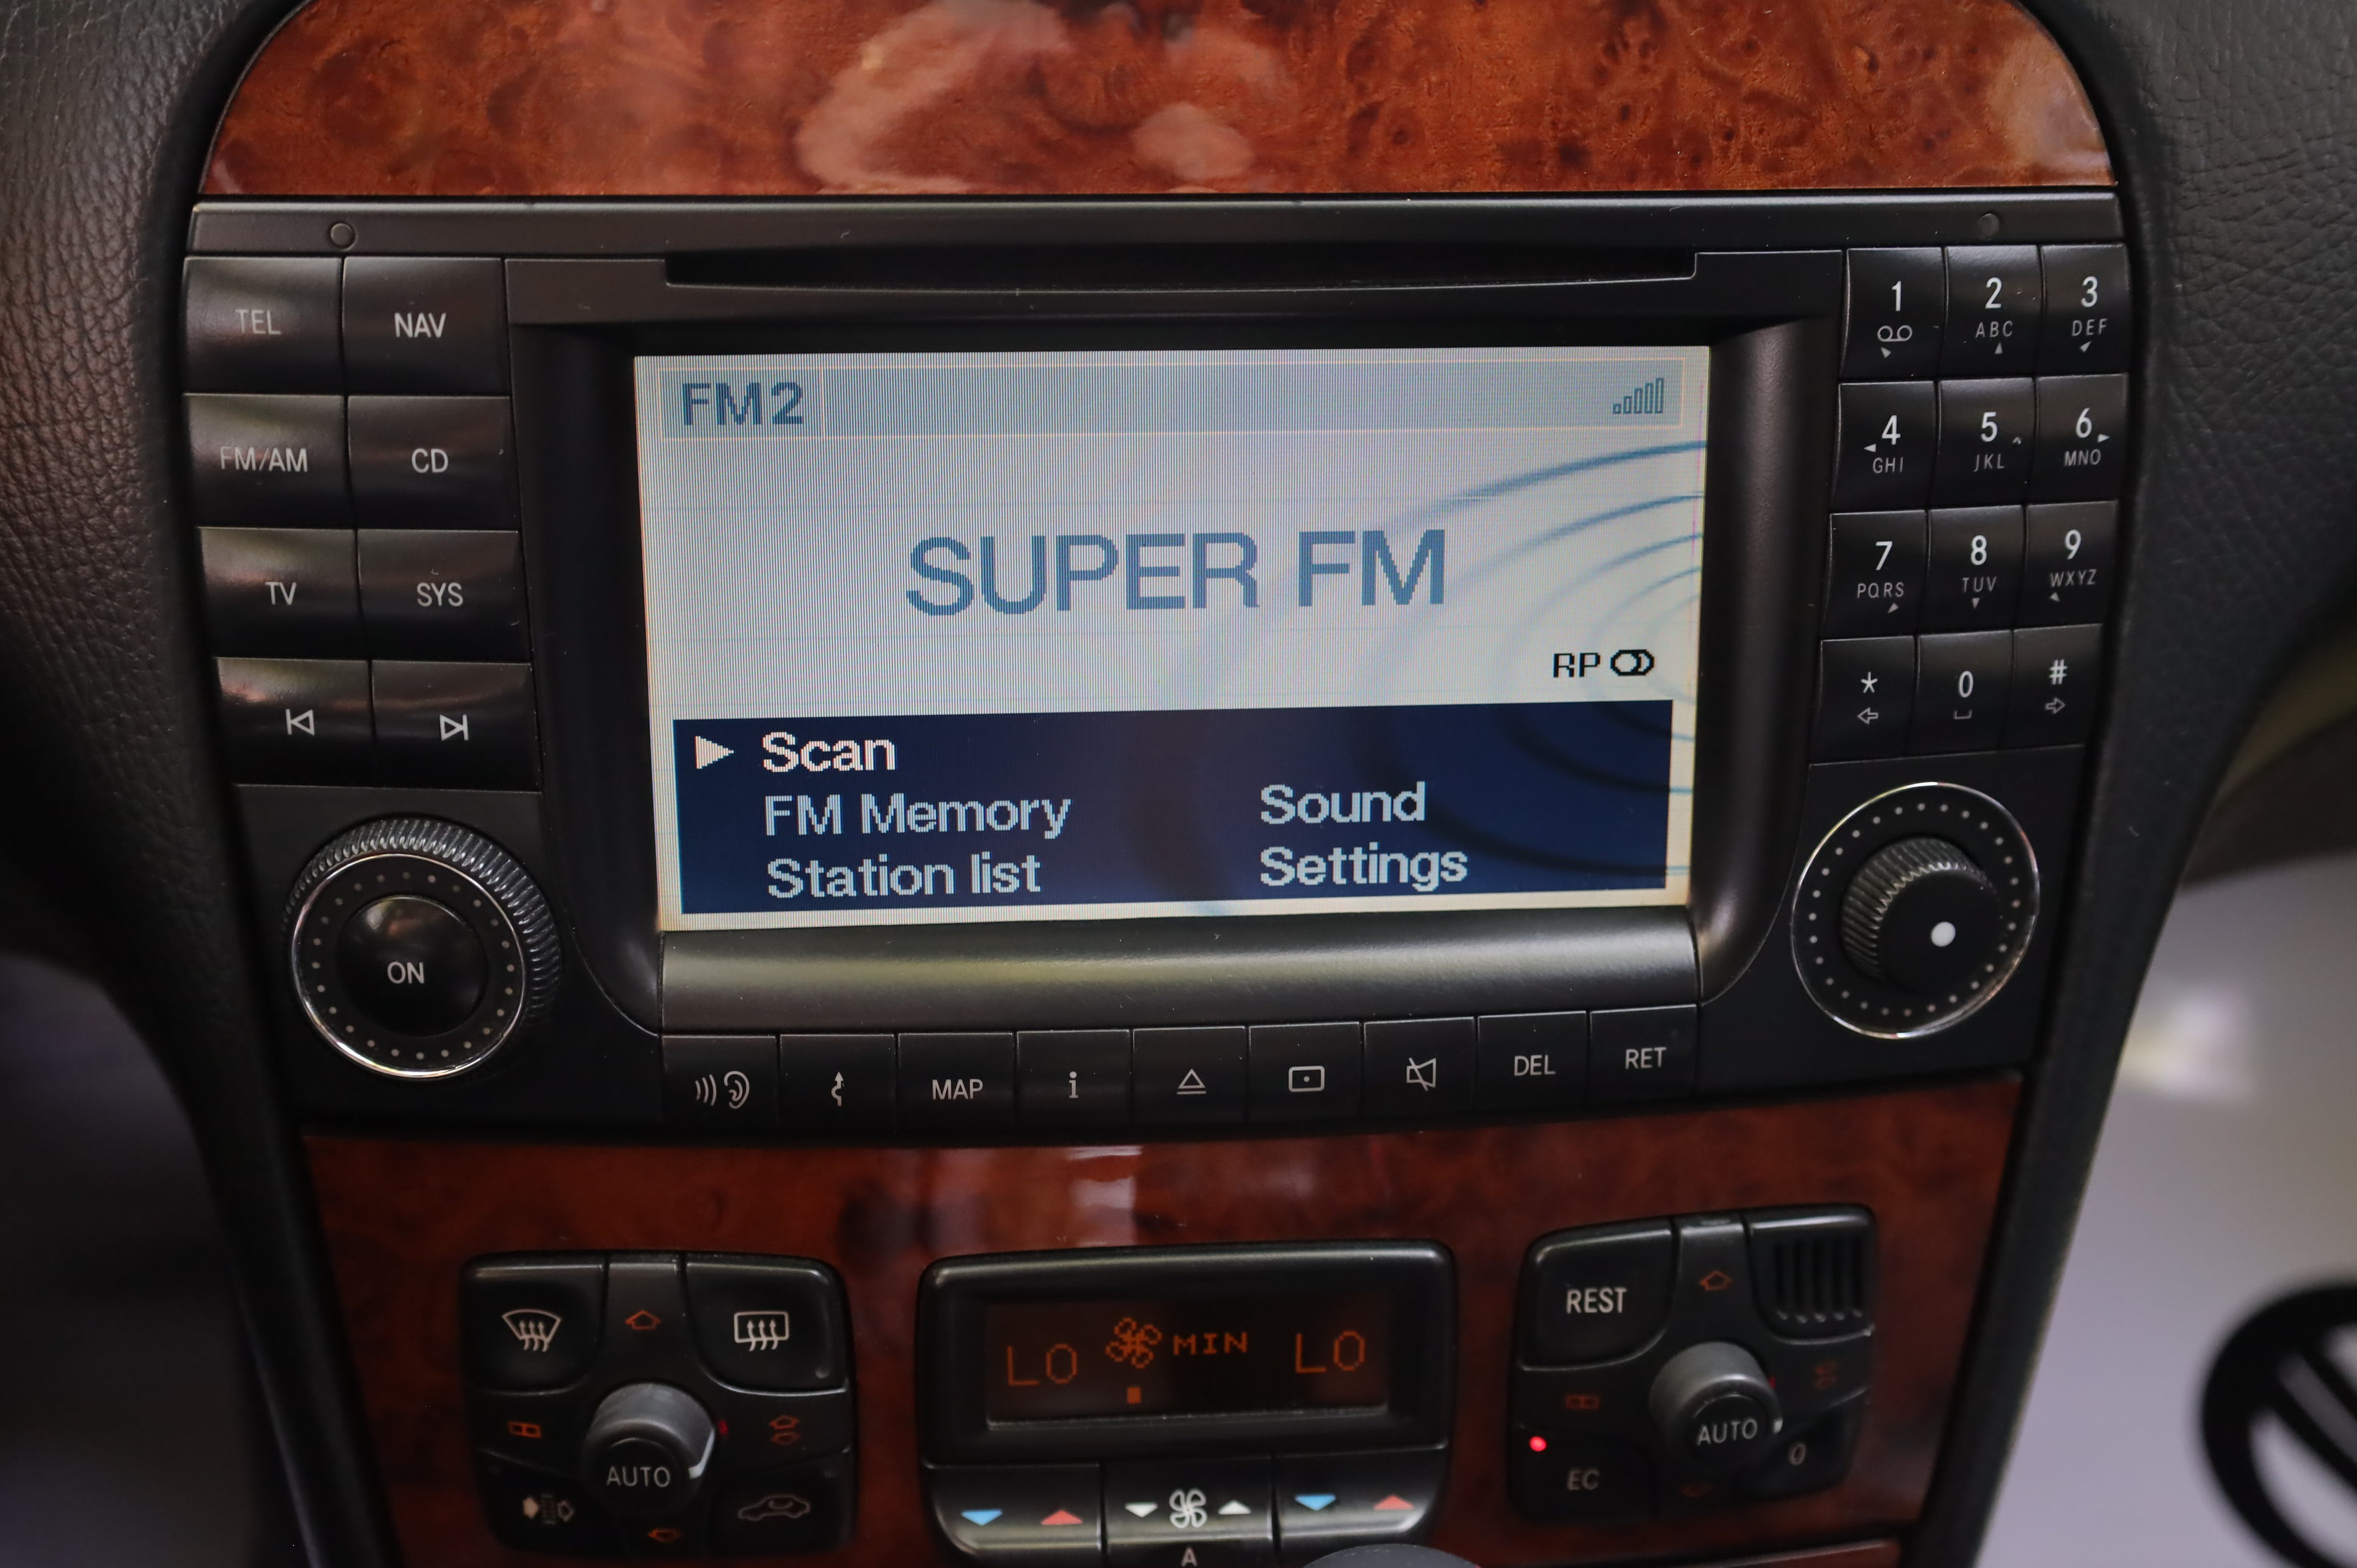 TEL NAV
FM/AM CD
TV SYS
ON
FM2
SUPER FM
RP
Scan
FM Memory Sound
Station list Settings
1 2 3
ABC DEF
4 5 6
GHI JKL MNO
7 8 9
PQRS TUV WXYZ
* 0 #
MAP i DEL RET
LO MIN LO
AUTO
A
REST
AUTO
EC 0